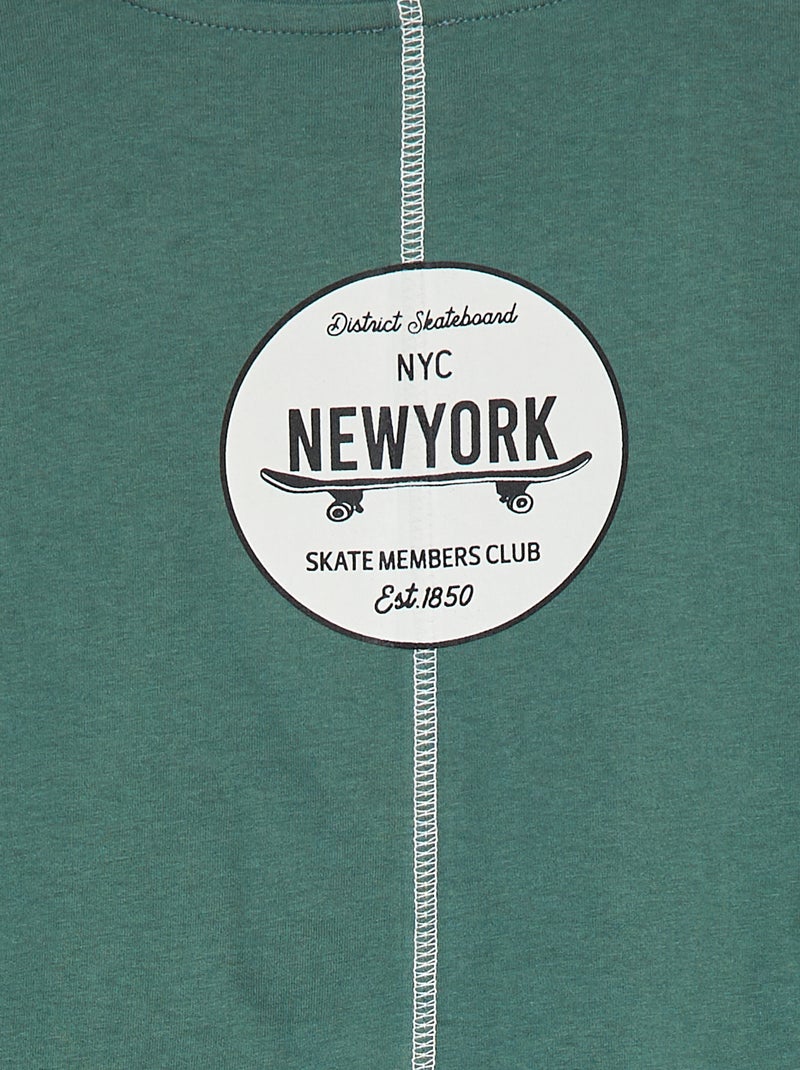 District Skateboard
NYC
NEWYORK
SKATE MEMBERS CLUB
Est.1850